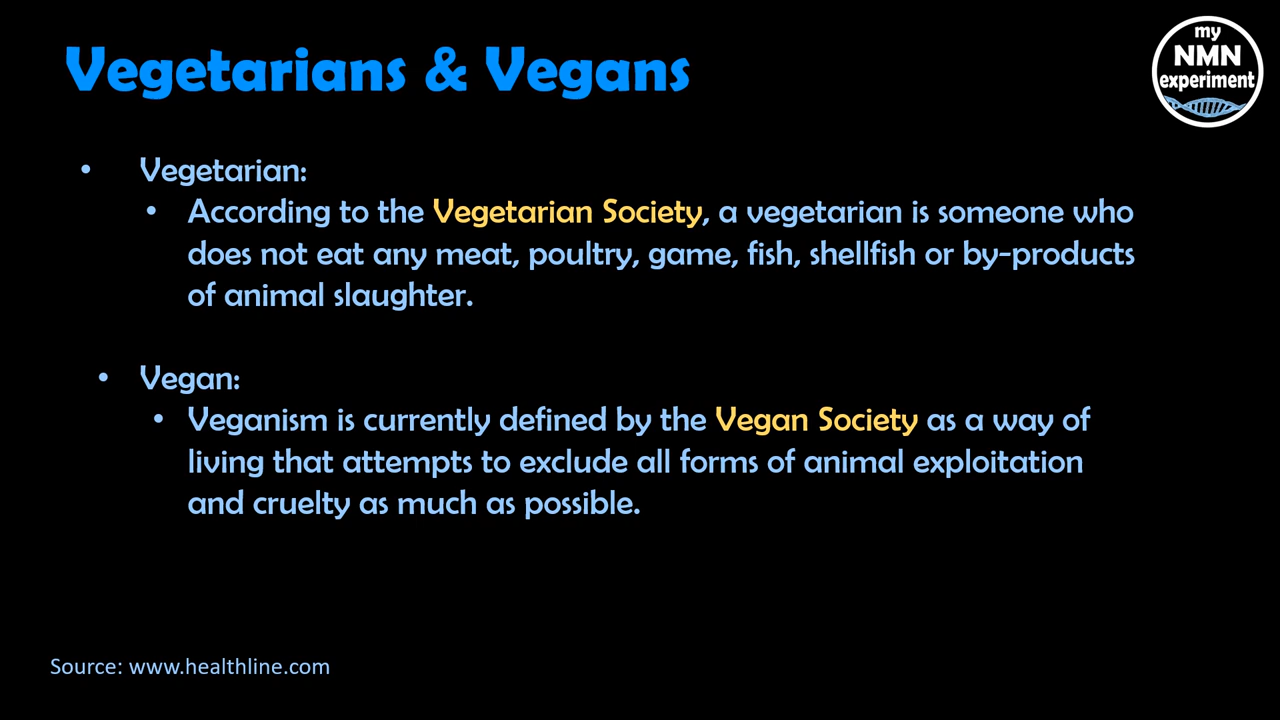 Vegetarians & Vegans
my
NMN
experiment
• Vegetarian:
• According to the Vegetarian Society, a vegetarian is someone who
does not eat any meat, poultry, game, fish, shellfish or by-products
of animal slaughter.
• Vegan:
• Veganism is currently defined by the Vegan Society as a way of
living that attempts to exclude all forms of animal exploitation
and cruelty as much as possible.
Source: www.healthline.com